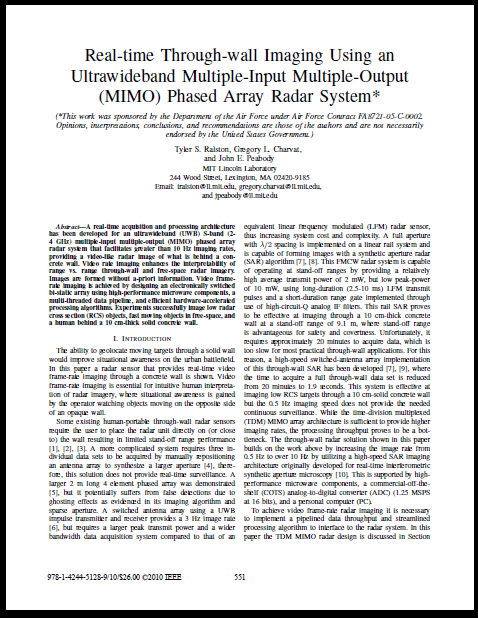 Real-time Through-wall Imaging Using an
Ultrawideband Multiple-Input Multiple-Output
(MIMO) Phased Array Radar System*
(*This work was sponsored by the Department of the Air Force under Air Force Contract FA8721-05-C-0002.
Opinions, interpretations, conclusions, and recommendations are those of the authors and are not necessarily
endorsed by the United States Government.)
Tyler S. Ralston, Gregory L. Charvat,
and John E. Peabody
MIT Lincoln Laboratory
244 Wood Street, Lexington, MA 02420-9185
Email: tralston@ll.mit.edu, gregory.charvat@ll.mit.edu,
and jpeabody@ll.mit.edu
Abstract—A real-time acquisition and processing architecture
has been developed for an ultrawideband (UWB) S-band (2-
4 GHz) multiple-input multiple-output (MIMO) phased array
radar system that facilitates greater than 10 Hz imaging rates,
providing a video-like radar image of what is behind a con-
crete wall. Video rate imaging enhances the interpretability of
range vs. range through-wall and free-space radar imagery.
Images are formed without a-priori information. Video frame-
rate imaging is achieved by designing an electronically switched
bi-static array using high-performance microwave components, a
multi-threaded data pipeline, and efficient hardware-accelerated
processing algorithms. Experiments successfully image low radar
cross section (RCS) objects, fast moving objects in free-space, and
a human behind a 10 cm-thick solid concrete wall.
I. INTRODUCTION
The ability to geolocate moving targets through a solid wall
would improve situational awareness on the urban battlefield.
In this paper a radar sensor that provides real-time video
frame-rate imaging through a concrete wall is shown. Video
frame-rate imaging is essential for intuitive human interpreta-
tion of radar imagery, where situational awareness is gained
by the operator watching objects moving on the opposite side
of an opaque wall.
Some existing human-portable through-wall radar sensors
require the user to place the radar unit directly on (or close
to) the wall resulting in limited stand-off range performance
[1], [2], [3]. A more complicated system requires three in-
dividual data sets to be acquired by manually repositioning
an antenna array to synthesize a larger aperture [4], there-
fore, this solution does not provide real-time surveillance. A
larger 2 m long 4 element phased array was demonstrated
[5], but it potentially suffers from false detections due to
ghosting effects as evidenced in its imaging algorithm and
sparse aperture. A switched antenna array using a UWB
impulse transmitter and receiver provides a 3 Hz image rate
[6], but requires a larger peak transmit power and a wider
bandwidth data acquisition system compared to that of an
equivalent linear frequency modulated (LFM) radar sensor,
thus increasing system cost and complexity. A full aperture
with λ/2 spacing is implemented on a linear rail system and
is capable of forming images with a synthetic aperture radar
(SAR) algorithm [7], [8]. This FMCW radar system is capable
of operating at stand-off ranges by providing a relatively
high average transmit power of 2 mW, but low peak-power
of 10 mW, using long-duration (2.5-10 ms) LFM transmit
pulses and a short-duration range gate implemented through
use of high-circuit-Q analog IF filters. This rail SAR proves
to be effective at imaging through a 10 cm-thick concrete
wall at a stand-off range of 9.1 m, where stand-off range
is advantageous for safety and covertness. Unfortunately, it
requires approximately 20 minutes to acquire data, which is
too slow for most practical through-wall applications. For this
reason, a high-speed switched-antenna array implementation
of this through-wall SAR has been developed [7], [9], where
the time to acquire a full through-wall data set is reduced
from 20 minutes to 1.9 seconds. This system is effective at
imaging low RCS targets through a 10 cm-solid concrete wall
but the 0.5 Hz imaging speed does not provide the needed
continuous surveillance. While the time-division multiplexed
(TDM) MIMO array architecture is sufficient to provide higher
imaging rates, the processing throughput proves to be a bot-
tleneck. The through-wall radar solution shown in this paper
builds on the work above by increasing the image rate from
0.5 Hz to over 10 Hz by utilizing a high-speed SAR imaging
architecture originally developed for real-time interferometric
synthetic aperture microscopy [10]. This is supported by high-
performance microwave components, a commercial-off-the-
shelf (COTS) analog-to-digital converter (ADC) (1.25 MSPS
at 16 bits), and a personal computer (PC).
To achieve video frame-rate radar imaging it is necessary
to implement a pipelined data throughput and streamlined
processing algorithm to interface to the radar system. In this
paper the TDM MIMO radar design is discussed in Section
978-1-4244-5128-9/10/$26.00 ©2010 IEEE
551